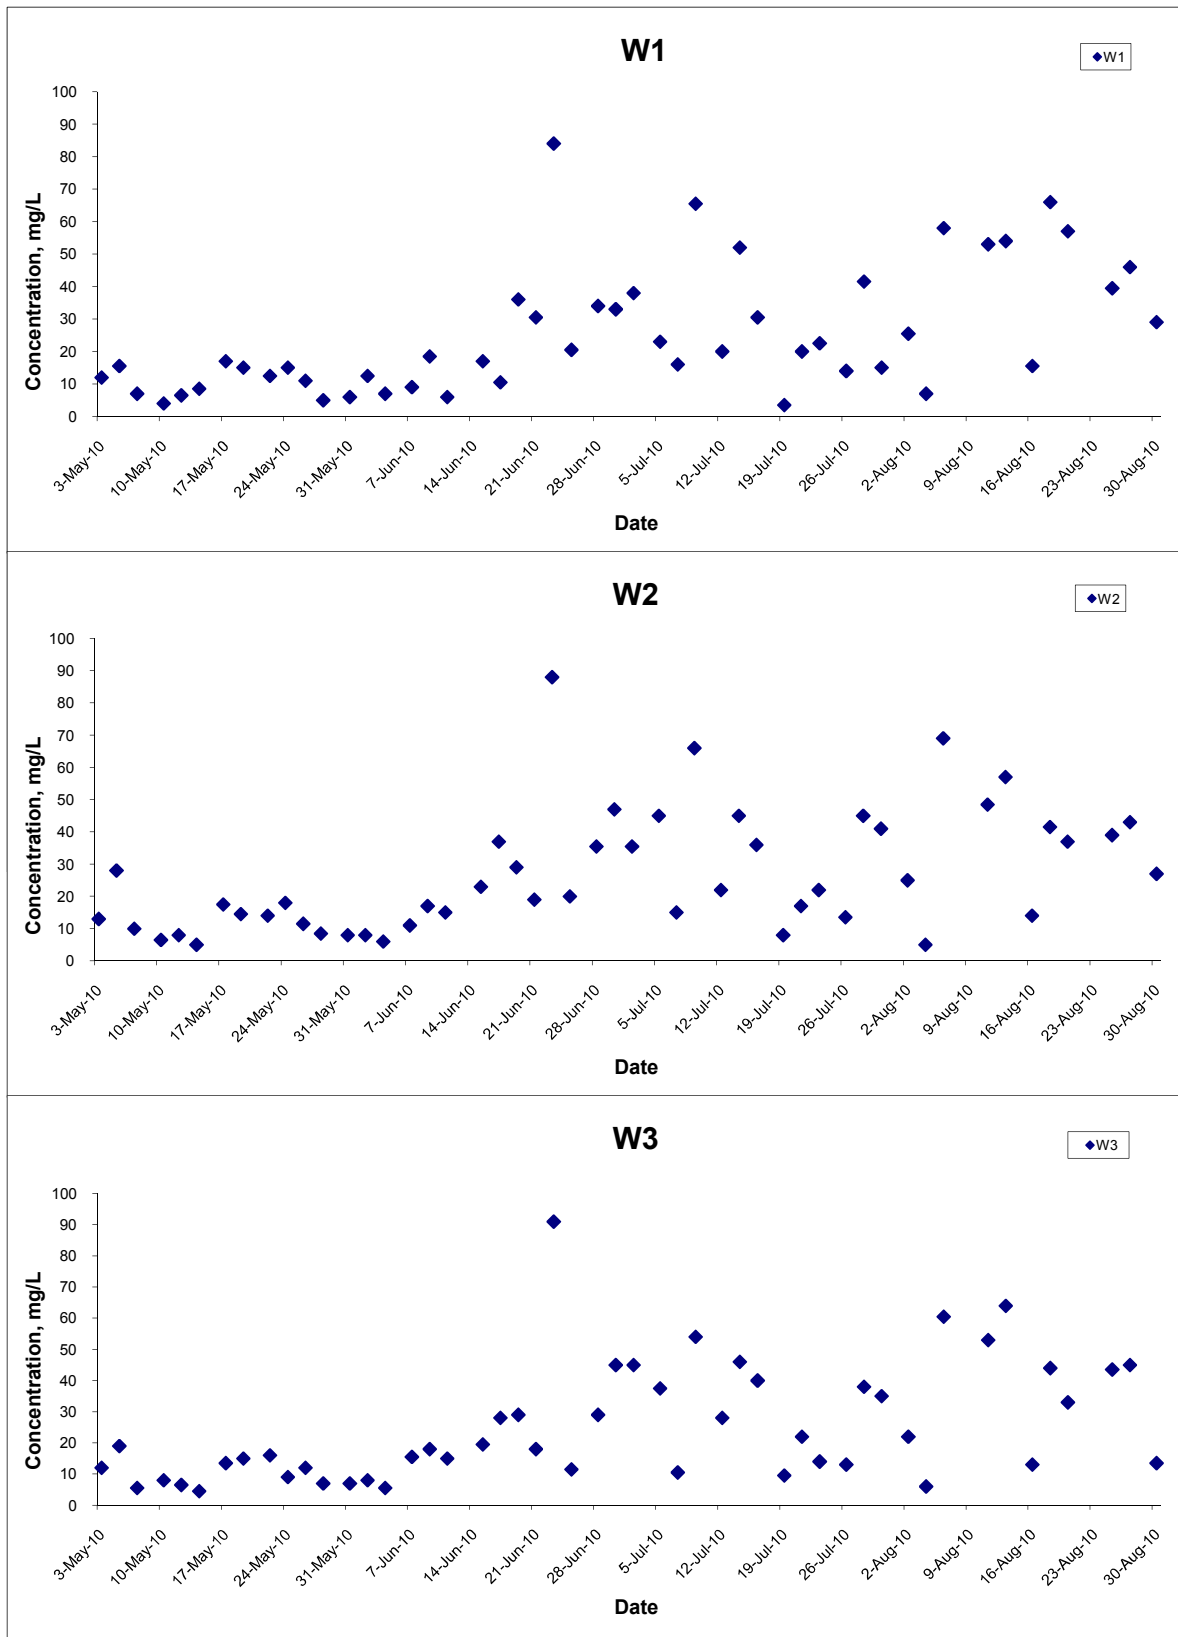 W1
W1
100
90
80
70
60
50
40
30
20
10
0
Concentration, mg/L
3-May-10
10-May-10
17-May-10
24-May-10
31-May-10
7-Jun-10
14-Jun-10
21-Jun-10
28-Jun-10
5-Jul-10
12-Jul-10
19-Jul-10
26-Jul-10
2-Aug-10
9-Aug-10
16-Aug-10
23-Aug-10
30-Aug-10
Date
W2
W2
100
90
80
70
60
50
40
30
20
10
0
Concentration, mg/L
3-May-10
10-May-10
17-May-10
24-May-10
31-May-10
7-Jun-10
14-Jun-10
21-Jun-10
28-Jun-10
5-Jul-10
12-Jul-10
19-Jul-10
26-Jul-10
2-Aug-10
9-Aug-10
16-Aug-10
23-Aug-10
30-Aug-10
Date
W3
W3
100
90
80
70
60
50
40
30
20
10
0
Concentration, mg/L
3-May-10
10-May-10
17-May-10
24-May-10
31-May-10
7-Jun-10
14-Jun-10
21-Jun-10
28-Jun-10
5-Jul-10
12-Jul-10
19-Jul-10
26-Jul-10
2-Aug-10
9-Aug-10
16-Aug-10
23-Aug-10
30-Aug-10
Date